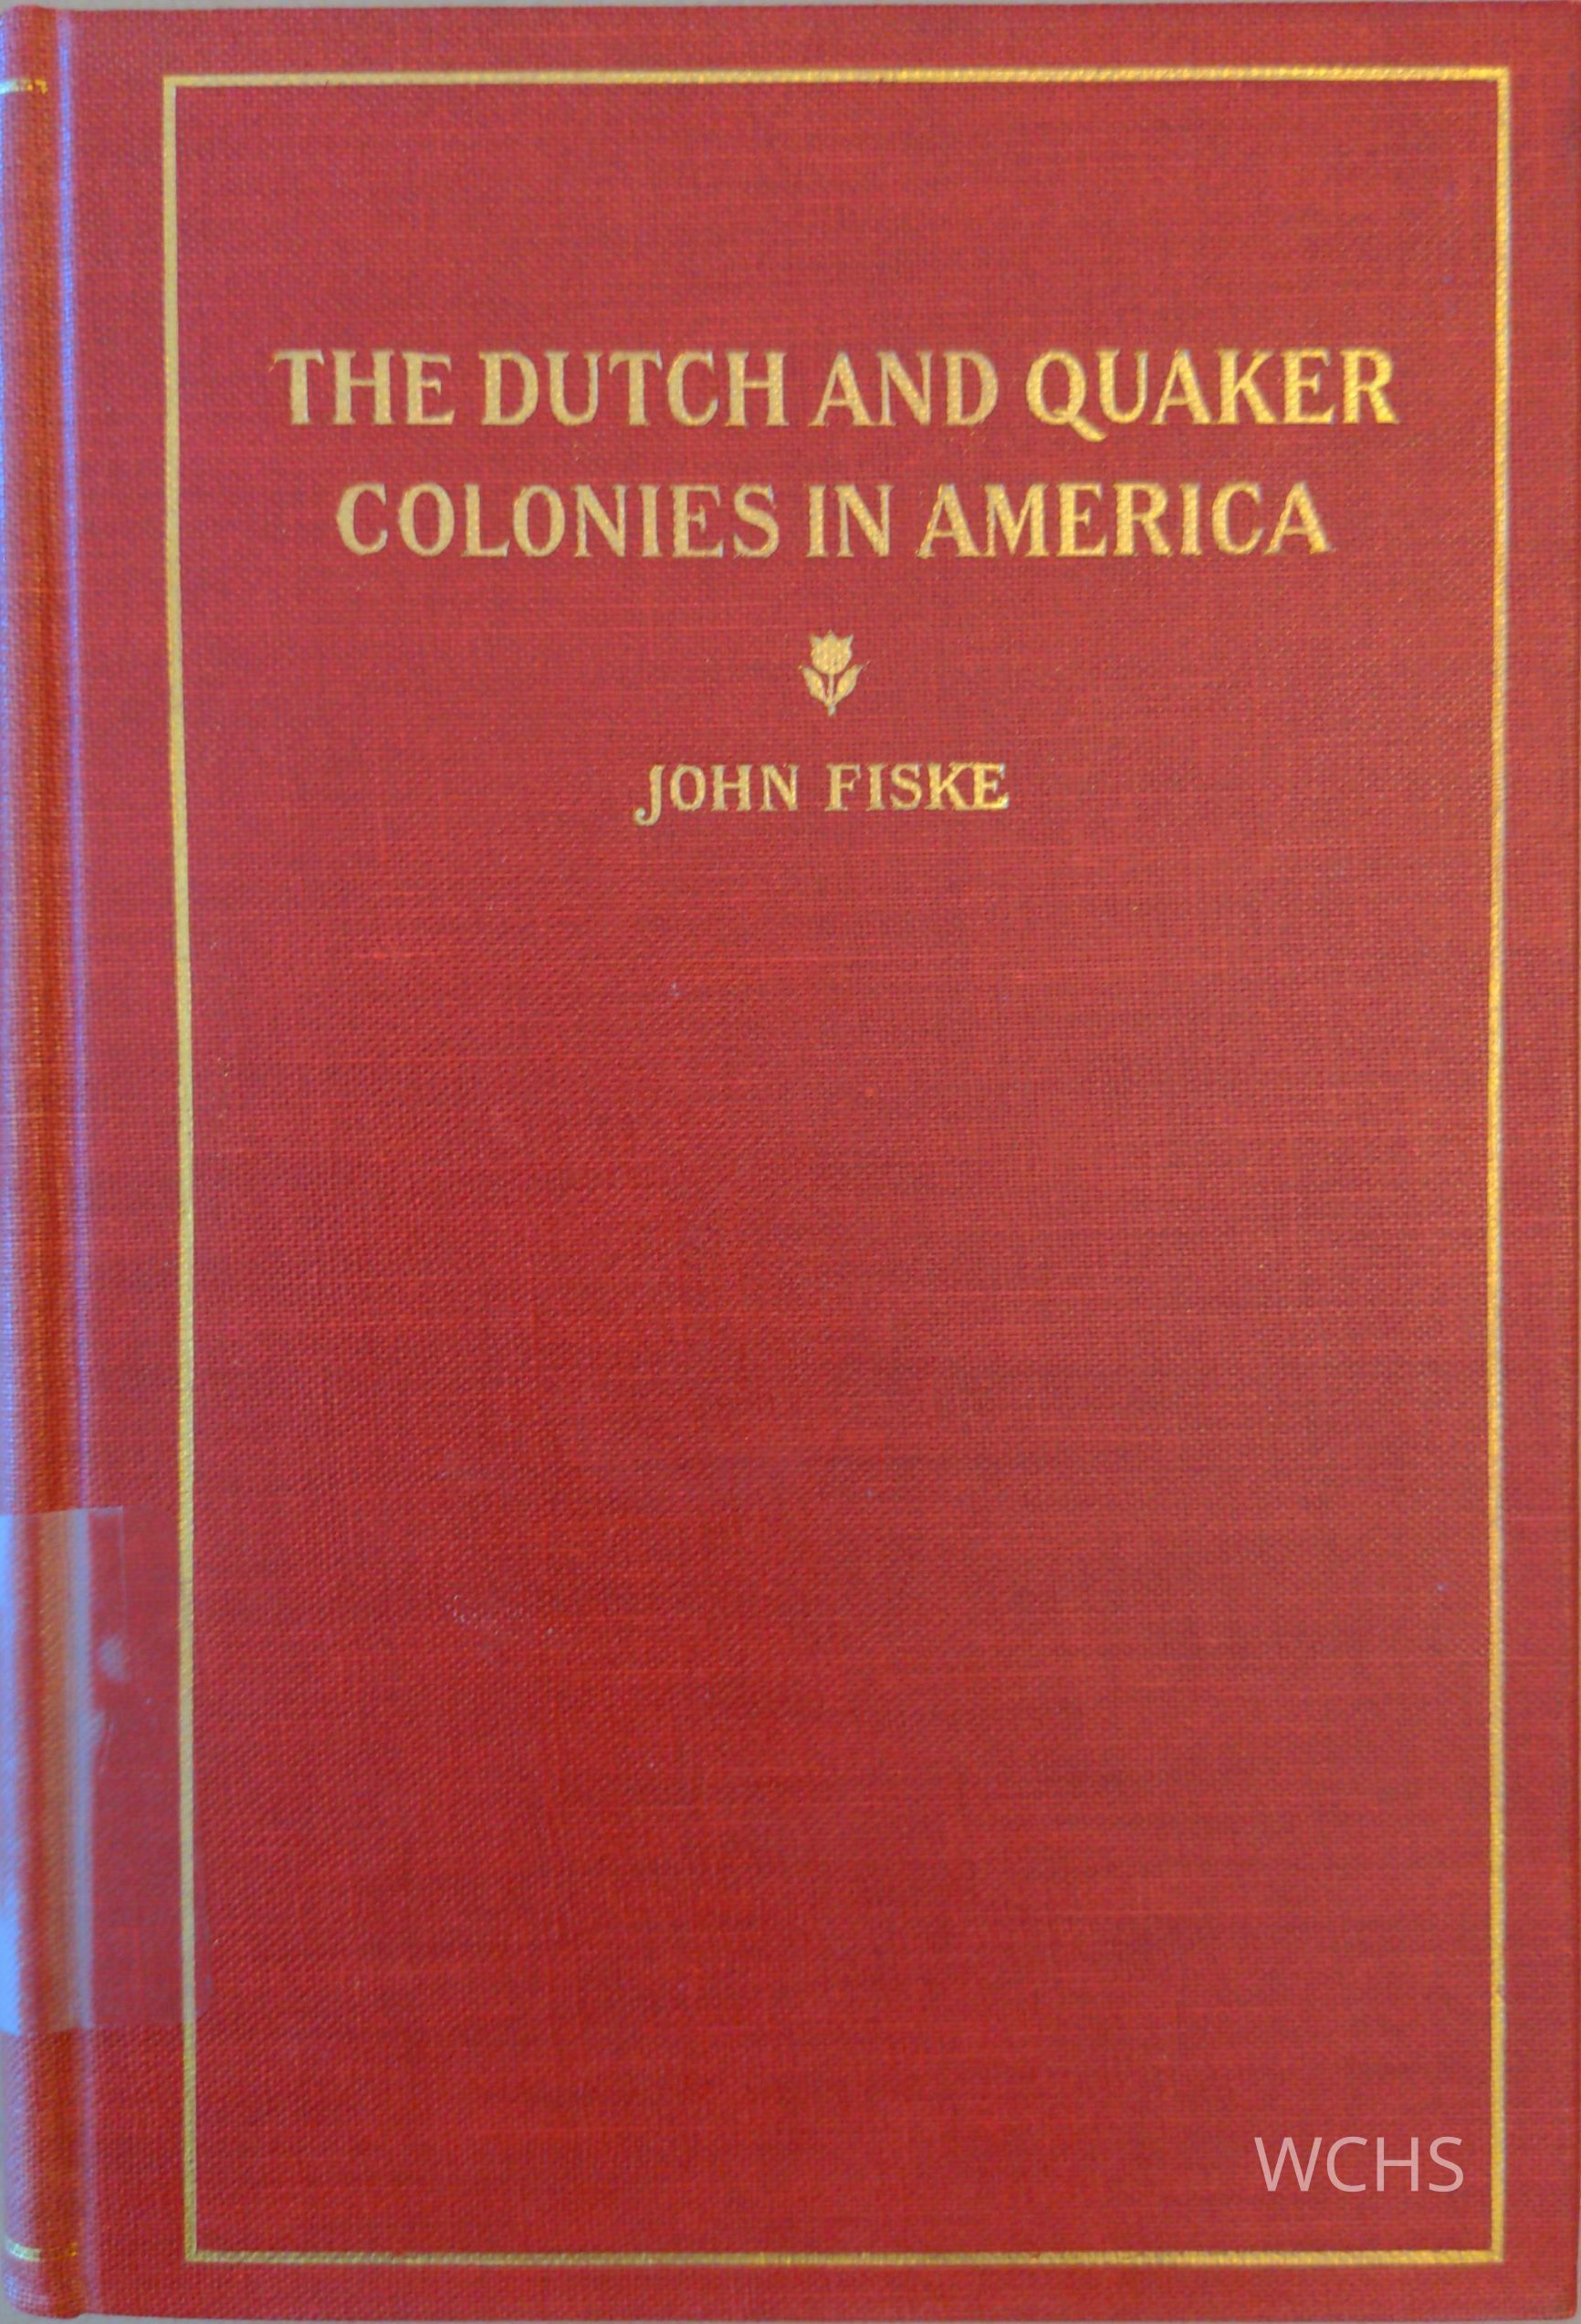 THE DUTCH AND QUAKER
COLONIES IN AMERICA
JOHN FISKE
WCHS